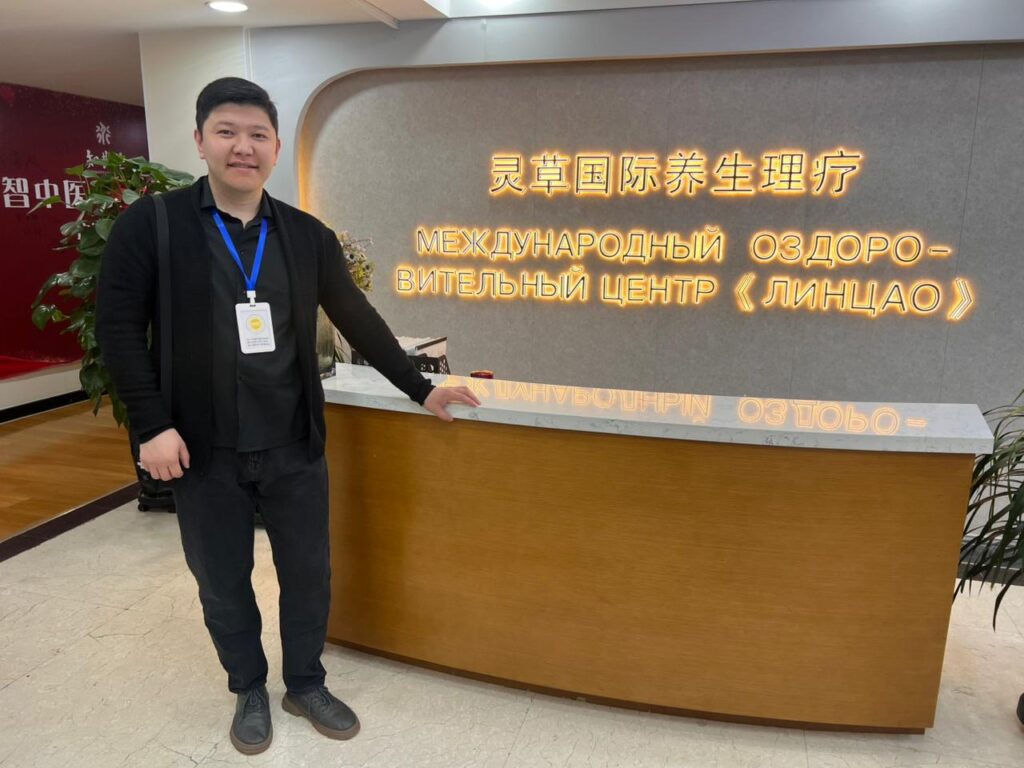 灵草国际养生理疗
МЕЖДУНАРОДНЫЙ ОЗДОРО-
ВИТЕЛЬНЫЙ ЦЕНТР《ЛИНЦАО》
智中医